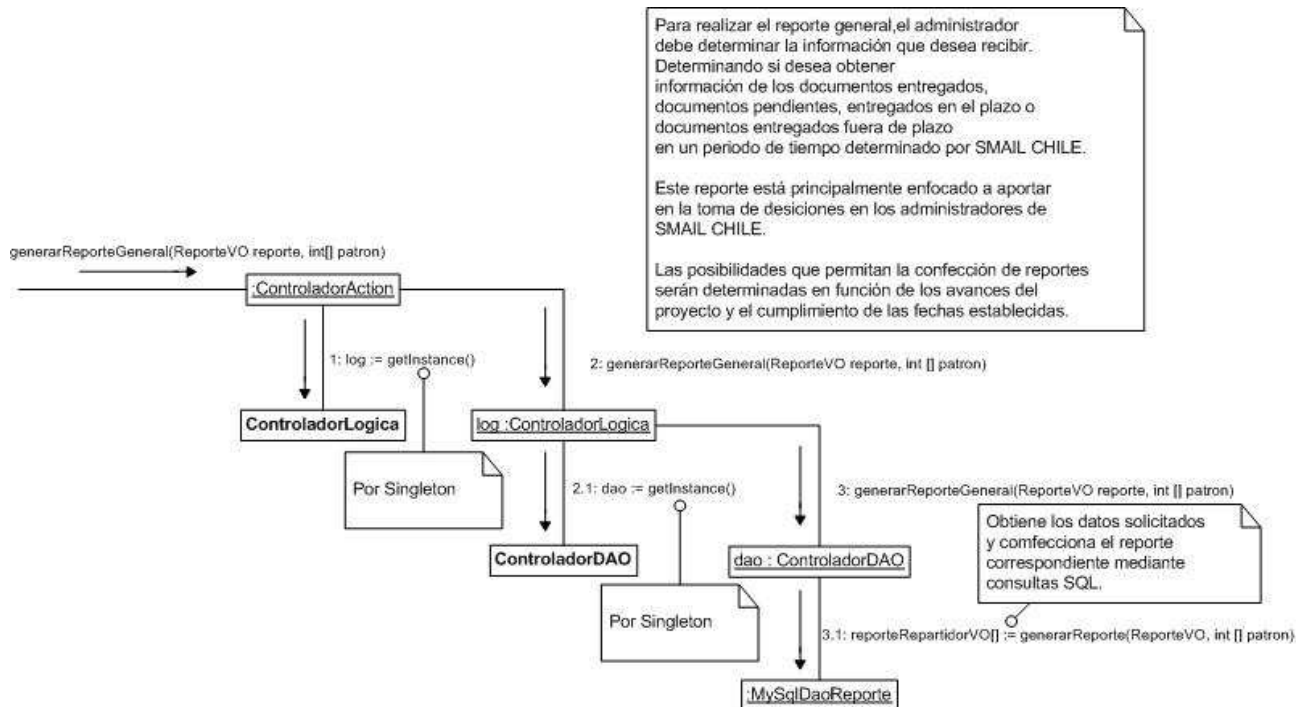 Para realizar el reporte general,el administrador
debe determinar la información que desea recibir.
Determinando si desea obtener
información de los documentos entregados,
documentos pendientes, entregados en el plazo o
documentos entregados fuera de plazo
en un periodo de tiempo determinado por SMAIL CHILE.
Este reporte está principalmente enfocado a aportar
en la toma de desiciones en los administradores de
SMAIL CHILE.
Las posibilidades que permitan la confección de reportes
serán determinadas en función de los avances del
proyecto y el cumplimiento de las fechas establecidas.
generarReporteGeneral(ReporteVO reporte, int[] patron)
:ControladorAction
1: log := getInstance()
2: generarReporteGeneral(ReporteVO reporte, int [] patron)
ControladorLogica
log :ControladorLogica
Por Singleton
2.1: dao := getInstance()
3: generarReporteGeneral(ReporteVO reporte, int [] patron)
Obtiene los datos solicitados
y comfecciona el reporte
correspondiente mediante
consultas SQL.
ControladorDAO
dao : ControladorDAO
Por Singleton
3.1: reporteRepartidorVO[] := generarReporte(ReporteVO, int [] patron)
:MySqlDaoReporte